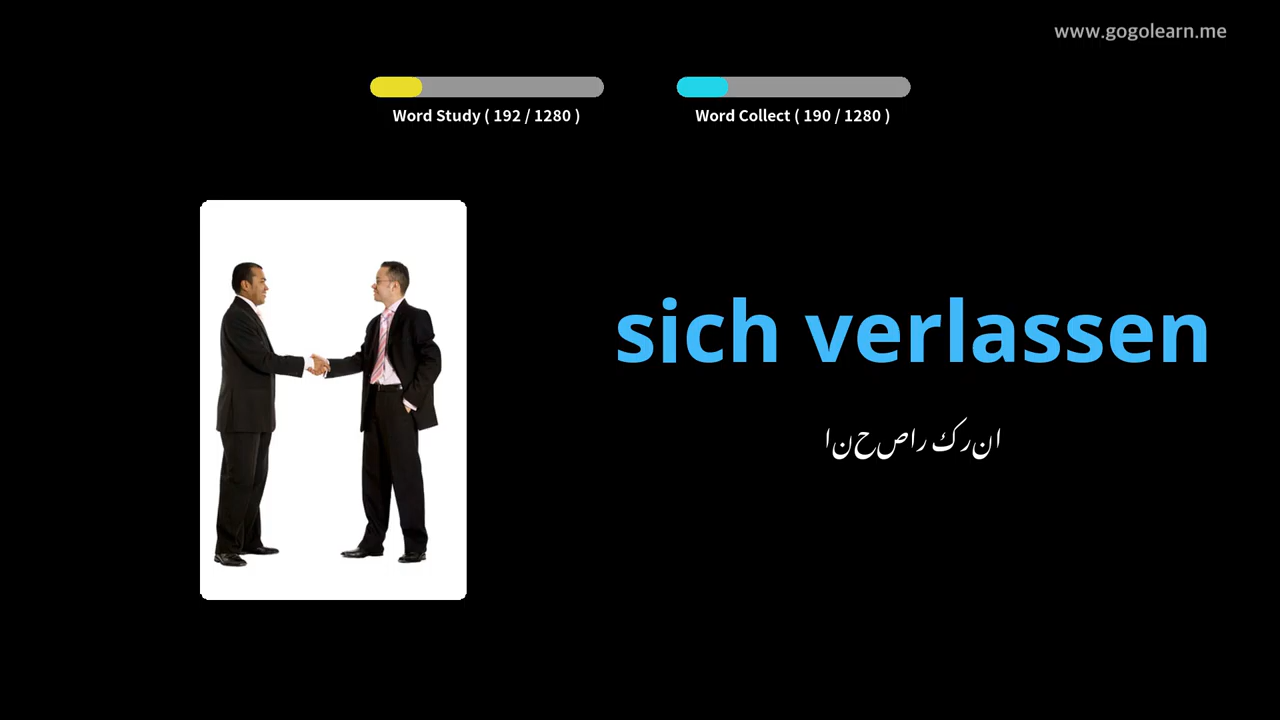 www.gogolearn.me
Word Study ( 192 / 1280 )
Word Collect ( 190 / 1280 )
sich verlassen
انحصار کرنا